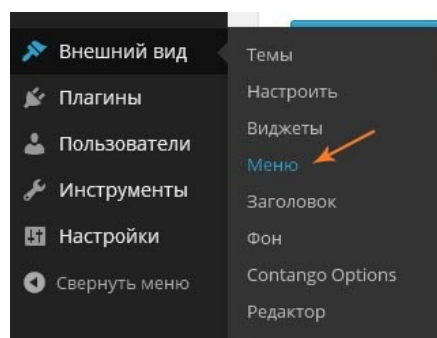 Внешний вид
Плагины
Пользователи
Инструменты
Настройки
Свернуть меню
Темы
Настроить
Виджеты
Меню
Заголовок
Фон
Contango Options
Редактор